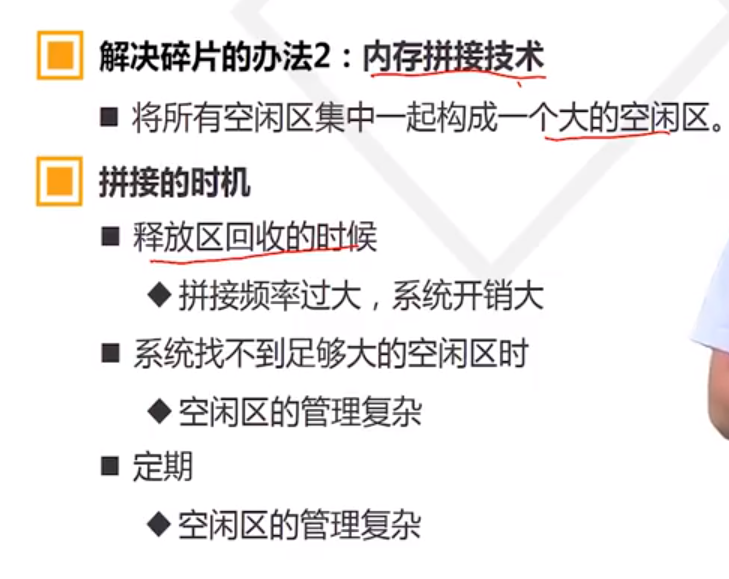 解决碎片的办法2：内存拼接技术
将所有空闲区集中一起构成一个大的空闲区。
拼接的时机
释放区回收的时候
拼接频率过大，系统开销大
系统找不到足够大的空闲区时
空闲区的管理复杂
定期
空闲区的管理复杂